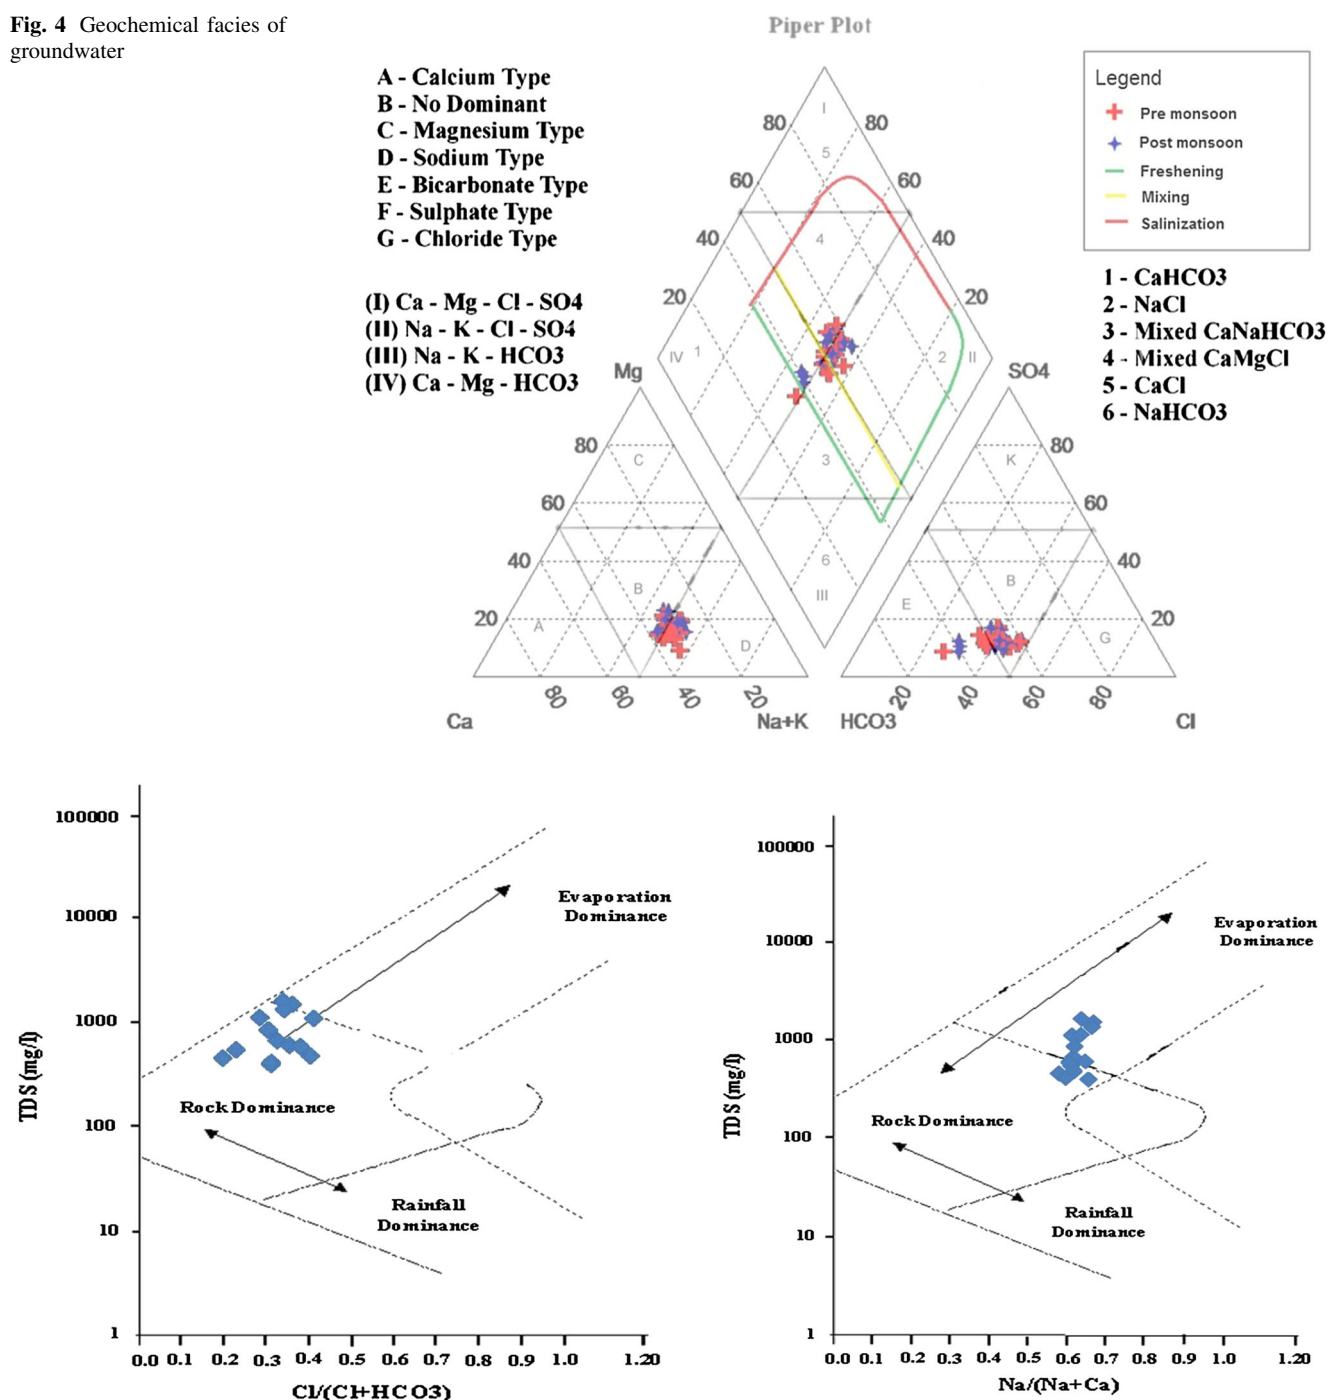 Fig. 4 Geochemical facies of
groundwater
Piper Plot
A - Calcium Type
B - No Dominant
C - Magnesium Type
D - Sodium Type
E - Bicarbonate Type
F - Sulphate Type
G - Chloride Type
(I) Ca - Mg - Cl - SO4
(II) Na - K - Cl - SO4
(III) Na - K - HCO3
(IV) Ca - Mg - HCO3
Legend
Pre monsoon
Post monsoon
Freshening
Mixing
Salinization
1 - CaHCO3
2 - NaCl
3 - Mixed CaNaHCO3
4 - Mixed CaMgCl
5 - CaCl
6 - NaHCO3
I
80 80
5
60 60
40 4 40
20 20
IV 1 2 II
Mg SO4
80 C 3 K 80
60 60
40 6 40
B B
III
E
20 A 20
D G
80 60 40 20 20 40 60 80
Ca Na+K HCO3 Cl
100000
10000
1000
100
10
1
TDS (mg/l)
Evaporation
Dominance
Rock Dominance
Rainfall
Dominance
0.0 0.1 0.2 0.3 0.4 0.5 0.6 0.7 0.8 0.9 1.0 1.20
Cl/(Cl+HCO3)
100000
10000
1000
100
10
1
TDS (mg/l)
Evaporation
Dominance
Rock Dominance
Rainfall
Dominance
0.0 0.1 0.2 0.3 0.4 0.5 0.6 0.7 0.8 0.9 1.0 1.20
Na/(Na+Ca)